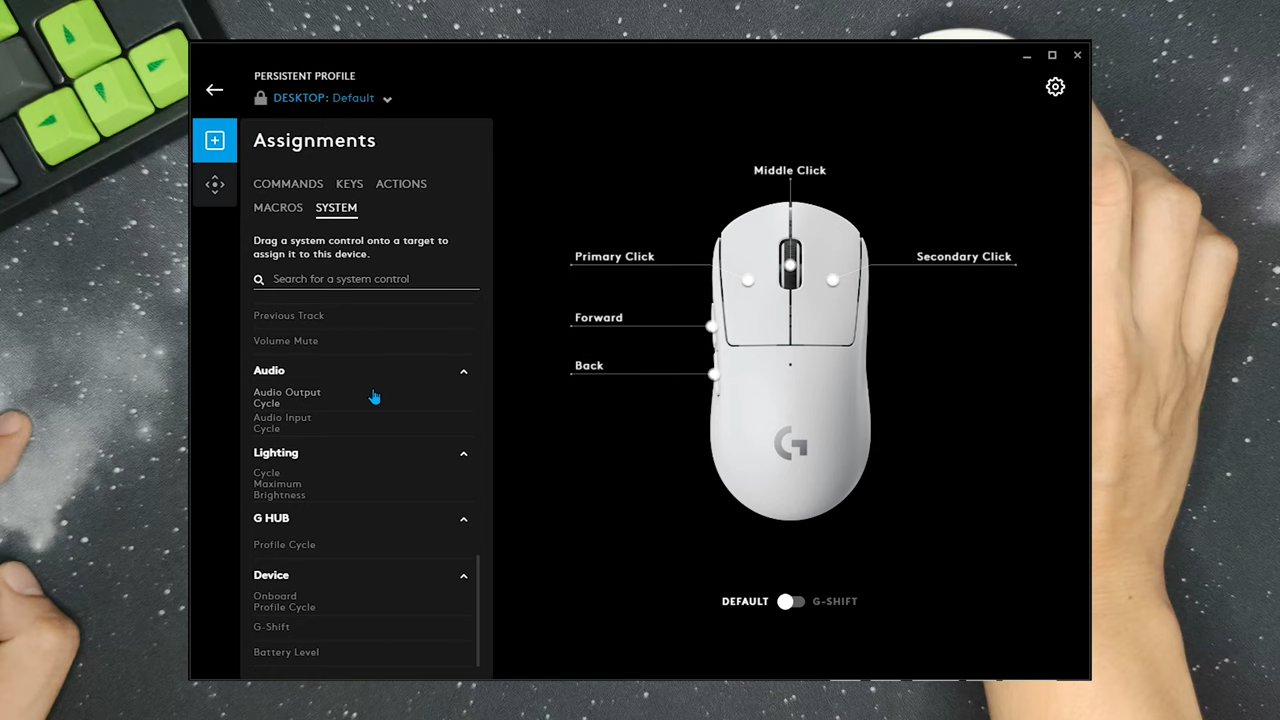 PERSISTENT PROFILE
DESKTOP: Default
Assignments
COMMANDS KEYS ACTIONS
MACROS SYSTEM
Drag a system control onto a target to
assign it to this device.
Search for a system control
Previous Track
Volume Mute
Audio
Audio Output
Cycle
Audio Input
Cycle
Lighting
Cycle
Maximum
Brightness
G HUB
Profile Cycle
Device
Onboard
Profile Cycle
G-Shift
Battery Level
Middle Click
Primary Click
Secondary Click
Forward
Back
DEFAULT G-SHIFT